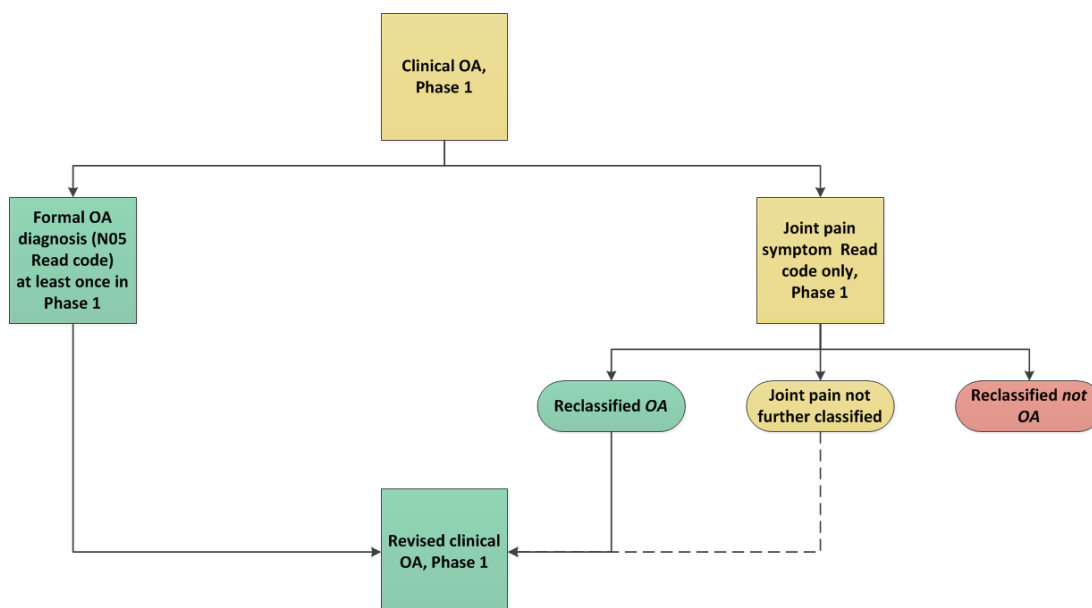 Clinical OA,
Phase 1
Formal OA
diagnosis (N05
Read code)
at least once in
Phase 1
Joint pain
symptom Read
code only,
Phase 1
Reclassified OA
Joint pain not
further classified
Reclassified not
OA
Revised clinical
OA, Phase 1